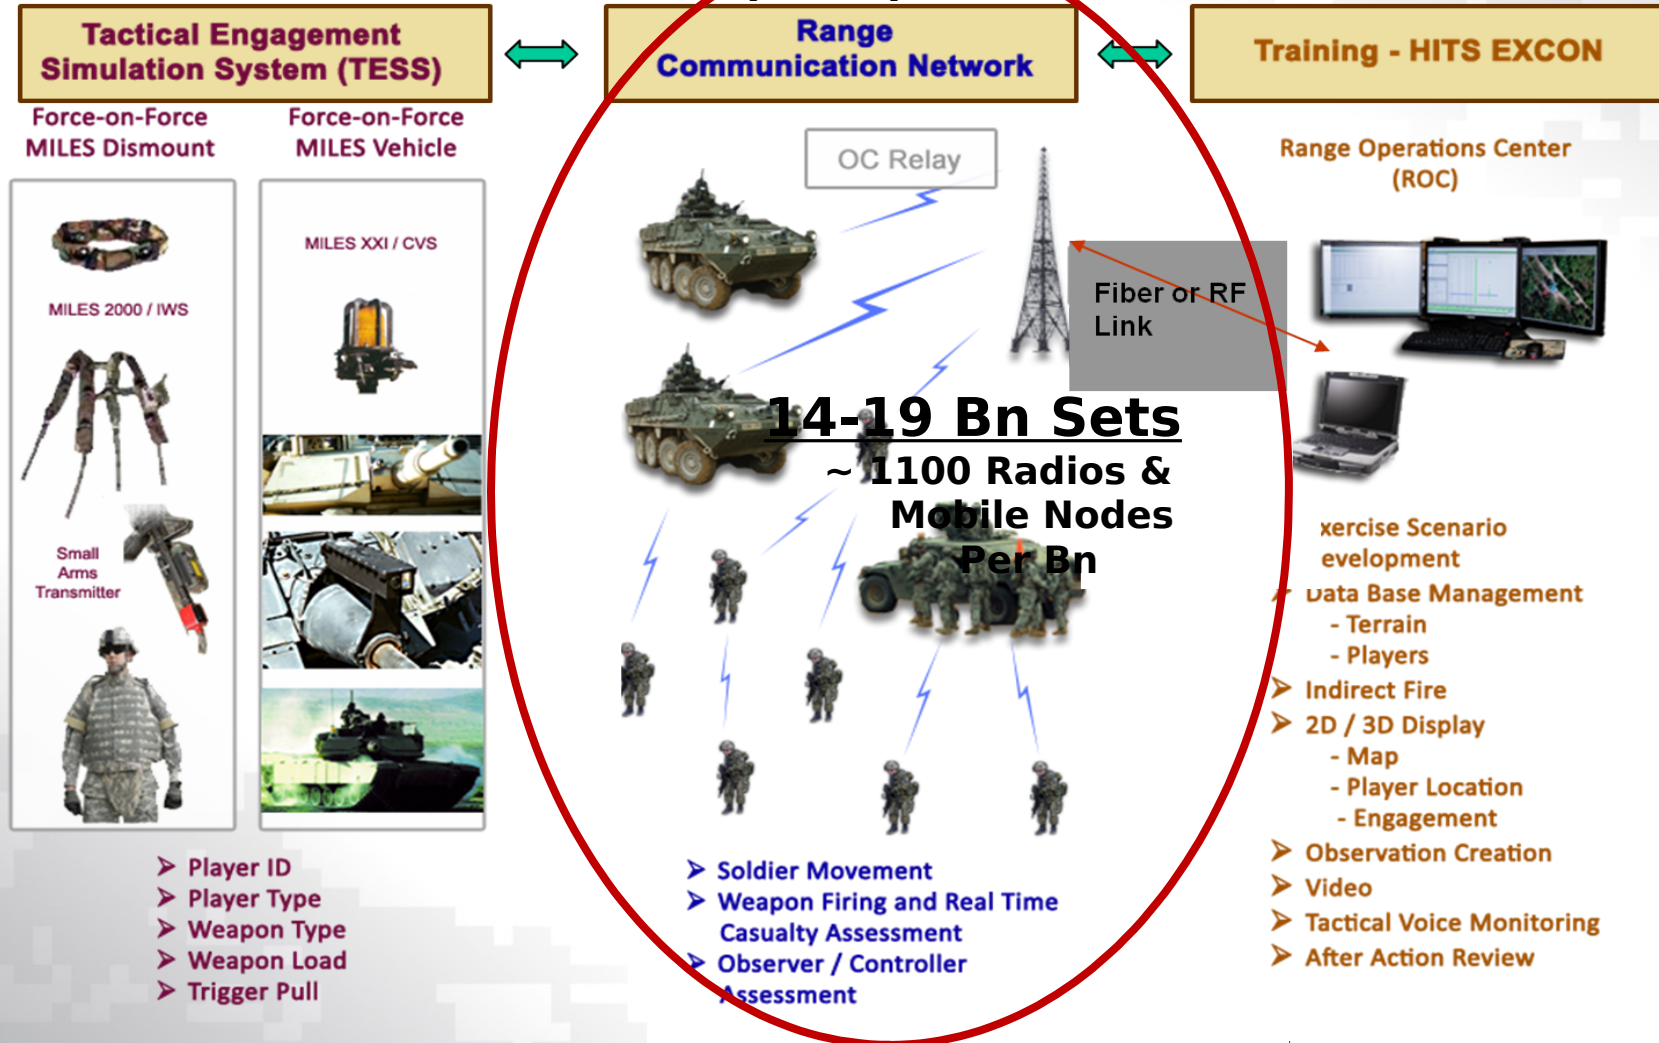 Tactical Engagement
Simulation System (TESS)
Range
Communication Network
Training - HITS EXCON
Force-on-Force
MILES Dismount
Force-on-Force
MILES Vehicle
MILES 2000 / IWS
Small
Arms
Transmitter
MILES XXI / CVS
➢ Player ID
➢ Player Type
➢ Weapon Type
➢ Weapon Load
➢ Trigger Pull
OC Relay
Fiber or RF
Link
14-19 Bn Sets
~ 1100 Radios &
Mobile Nodes
Per Bn
➢ Soldier Movement
➢ Weapon Firing and Real Time
Casualty Assessment
➢ Observer / Controller
Assessment
Range Operations Center
(ROC)
xercise Scenario
evelopment
➢ Data Base Management
- Terrain
- Players
➢ Indirect Fire
➢ 2D / 3D Display
- Map
- Player Location
- Engagement
➢ Observation Creation
➢ Video
➢ Tactical Voice Monitoring
➢ After Action Review